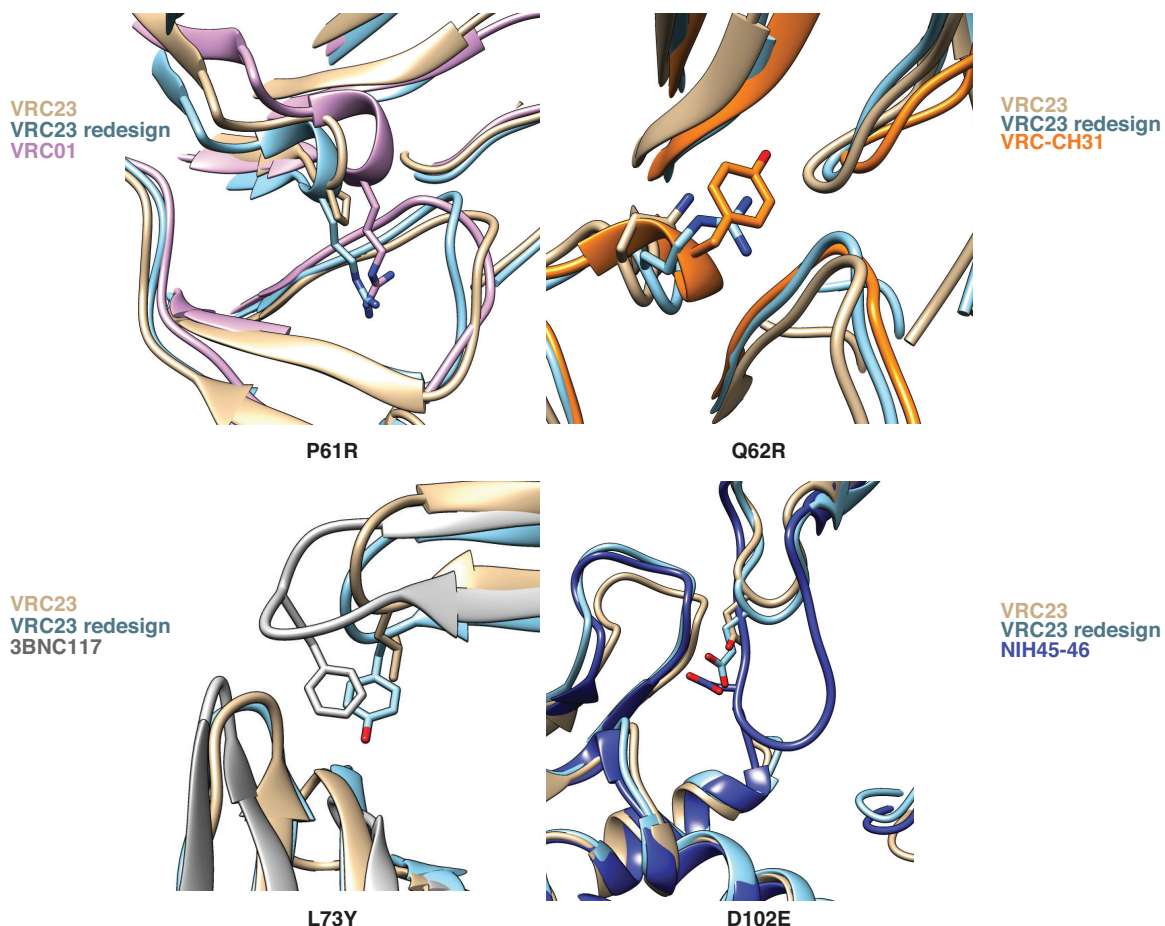 VRC23
VRC23 redesign
VRC01
P61R
VRC23
VRC23 redesign
VRC-CH31
Q62R
VRC23
VRC23 redesign
3BNC117
L73Y
VRC23
VRC23 redesign
NIH45-46
D102E